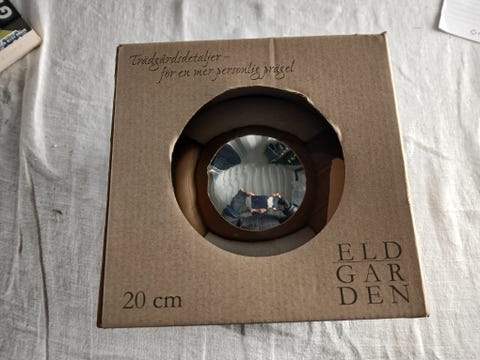 Trädgårdsdetaljer –
för en mer personlig prägel
20 cm
ELD
GAR
DEN